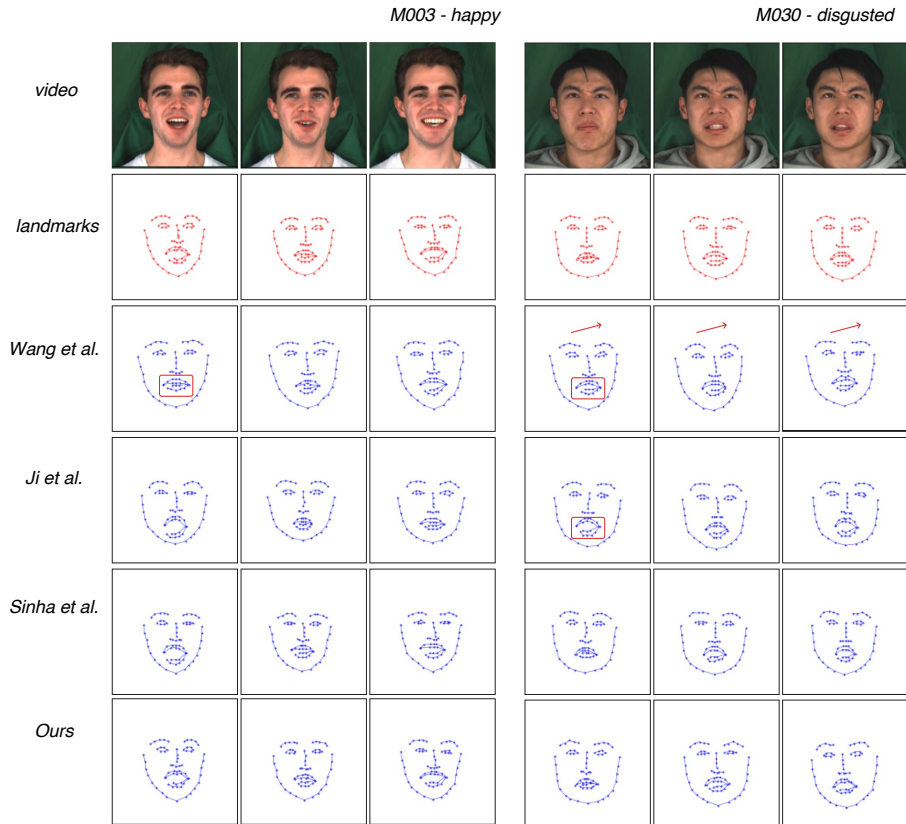 M003 - happy
M030 - disgusted
video
landmarks
Wang et al.
Ji et al.
Sinha et al.
Ours